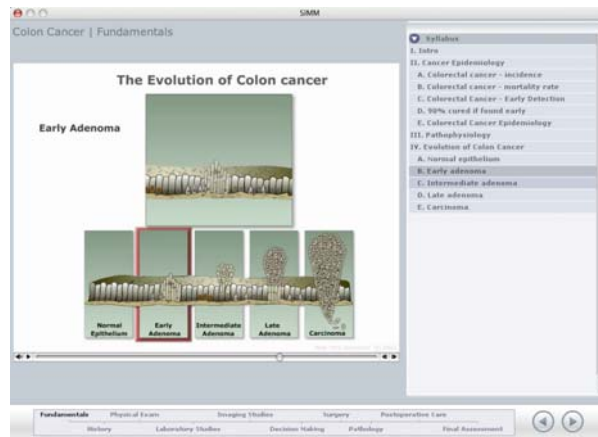 SIMM
Colon Cancer | Fundamentals
The Evolution of Colon cancer
Early Adenoma
Normal Epithelium
Early Adenoma
Intermediate Adenoma
Late Adenoma
Carcinoma
Syllabus
I. Intro
II. Cancer Epidemiology
A. Colorectal cancer - incidence
B. Colorectal cancer - mortality rate
C. Colorectal Cancer - Early Detection
D. 90% cured if found early
E. Colorectal Cancer Epidemiology
III. Pathophysiology
IV. Evolution of Colon Cancer
A. Normal epithelium
B. Early adenoma
C. Intermediate adenoma
D. Late adenoma
E. Carcinoma
Fundamentals Physical Exam Imaging Studies Surgery Postoperative Care
History Laboratory Studies Decision Making Pathology Final Assessment